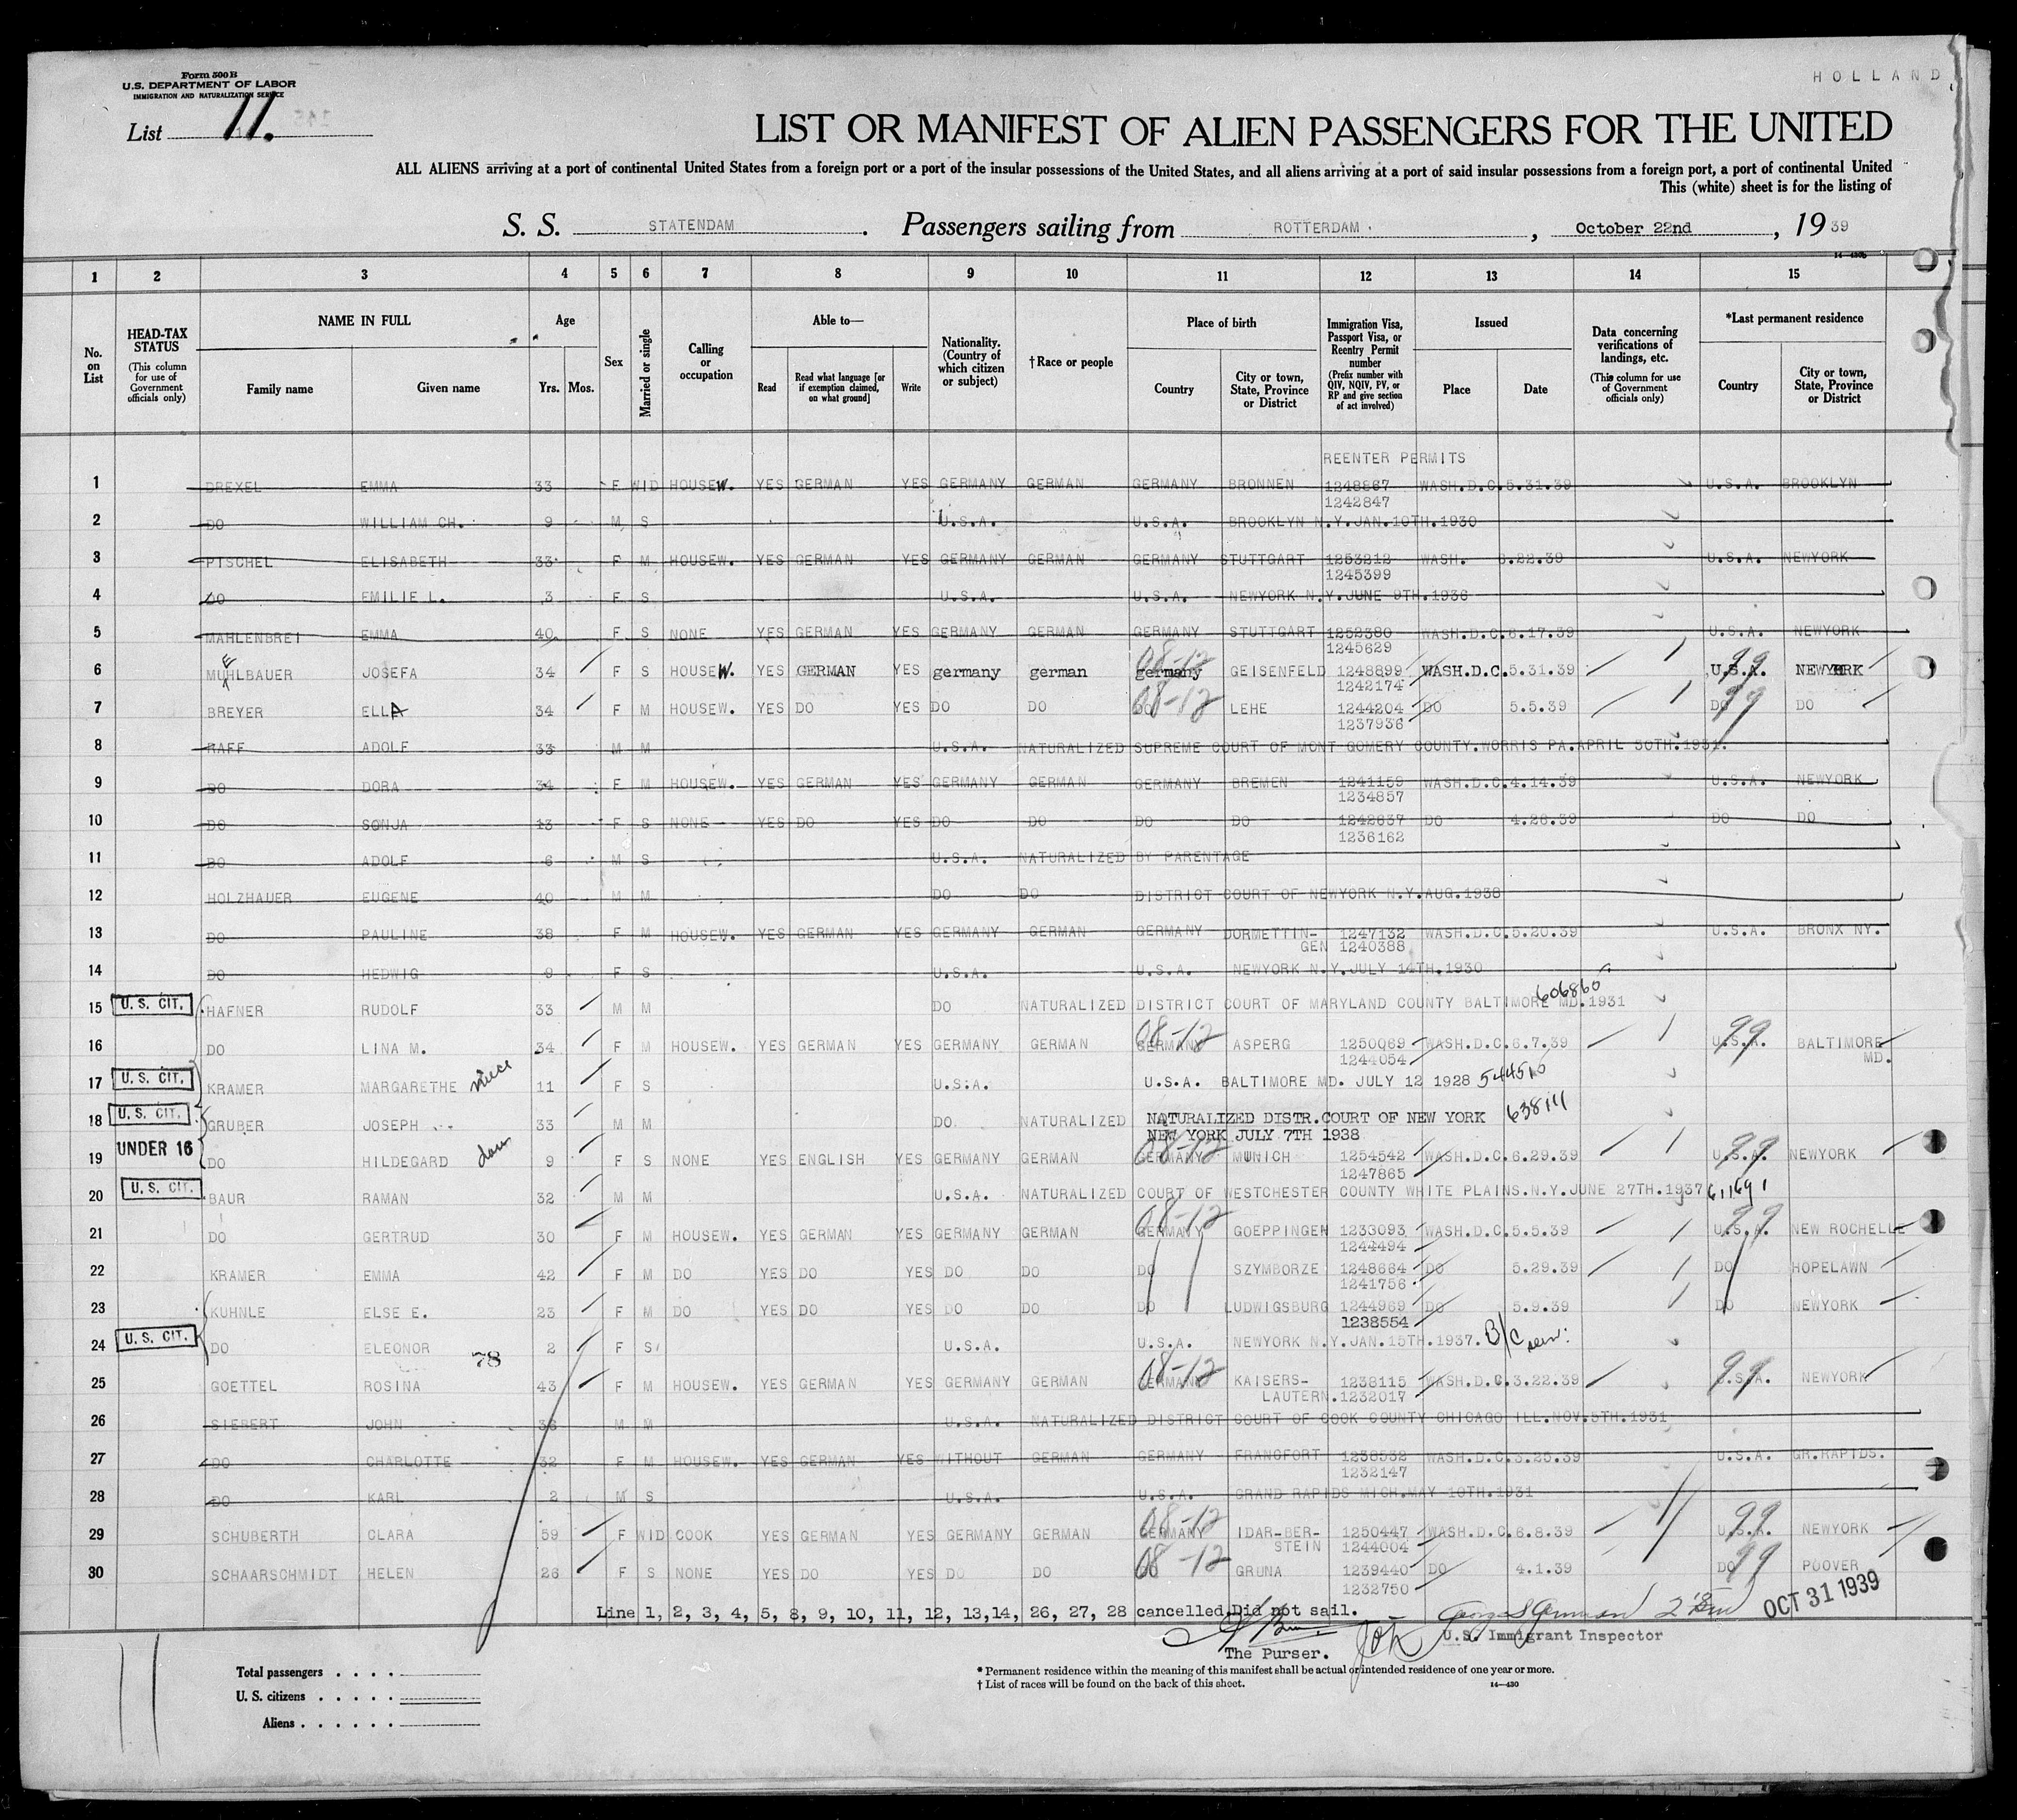 HOLLAND
Form 500 B
U.S. DEPARTMENT OF LABOR
IMMIGRATION AND NATURALIZATION SERVICE
List 11.
LIST OR MANIFEST OF ALIEN PASSENGERS FOR THE UNITED
ALL ALIENS arriving at a port of continental United States from a foreign port or a port of the insular possessions of the United States, and all aliens arriving at a port of said insular possessions from a foreign port, a port of continental United
This (white) sheet is for the listing of
S. S. STATENDAM. Passengers sailing from ROTTERDAM, October 22nd, 1939
14—430b
1 2 3 4 5 6 7 8 9 10 11 12 13 14 15
No. on List
HEAD-TAX STATUS (This column for use of Government officials only)
NAME IN FULL Family name Given name
Age Yrs. Mos.
Sex
Married or single
Calling or occupation
Able to— Read Read what language [or if exemption claimed, on what ground] Write
Nationality. (Country of which citizen or subject)
†Race or people
Place of birth Country City or town, State, Province or District
Immigration Visa, Passport Visa, or Reentry Permit number (Prefix number with QIV, NQIV, PV, or RP and give section of act involved)
Issued Place Date
Data concerning verifications of landings, etc. (This column for use of Government officials only)
*Last permanent residence Country City or town, State, Province or District
REENTER PERMITS
1 DREXEL EMMA 33 F WID HOUSEW. YES GERMAN YES GERMANY GERMAN GERMANY BRONNEN 1248867 WASH.D.C.5.31.39 U.S.A. BROOKLYN
1242847
2 DO WILLIAM CH. 9 M S U.S.A. U.S.A. BROOKLYN N.Y.JAN.10TH.1930
3 PISCHEL ELISABETH 33 F M HOUSEW. YES GERMAN YES GERMANY GERMAN GERMANY STUTTGART 1253212 WASH. 6.22.39 U.S.A. NEWYORK
1245399
4 DO EMILIE L. 3 F S U.S.A. U.S.A. NEWYORK N.Y.JUNE 9TH.1936
5 MAHLENBREI EMMA 40 F S NONE YES GERMAN YES GERMANY GERMAN GERMANY STUTTGART 1252380 WASH.D.C.6.17.39 U.S.A. NEWYORK
1245629
6 MUEHLBAUER JOSEFA 34 F S HOUSEW. YES GERMAN YES germany german germany 08-12 GEISENFELD 1248899 WASH.D.C.5.31.39 U.S.A. 99 NEWYORK
1242174
7 BREYER ELLA 34 F M HOUSEW. YES DO YES DO DO DO 08-12 LEHE 1244204 DO 5.5.39 DO 99 DO
1237936
8 RAFF ADOLF 33 M M U.S.A. NATURALIZED SUPREME COURT OF MONT GOMERY COUNTY.WORRIS PA.APRIL 30TH.1931.
9 DO DORA 34 F M HOUSEW. YES GERMAN YES GERMANY GERMAN GERMANY BREMEN 1241159 WASH.D.C.4.14.39 U.S.A. NEWYORK
1234857
10 DO SONJA 13 F S NONE YES DO YES DO DO DO DO 1242637 DO 4.26.39 DO DO
1236162
11 DO ADOLF 6 M S U.S.A. NATURALIZED BY PARENTAGE
12 HOLZHAUER EUGENE 40 M M DO DO DISTRICT COURT OF NEWYORK N.Y.AUG.1938
13 DO PAULINE 38 F M HOUSEW. YES GERMAN YES GERMANY GERMAN GERMANY DORMETTIN- 1247132 WASH.D.C.5.20.39 U.S.A. BRONX NY.
GEN 1240388
14 DO HEDWIG 9 F S U.S.A. U.S.A. NEWYORK N.Y.JULY 14TH.1930
15 U. S. CIT. HAFNER RUDOLF 33 M M DO NATURALIZED DISTRICT COURT OF MARYLAND COUNTY BALTIMORE MD.1931 606860
16 DO LINA M. 34 F M HOUSEW. YES GERMAN YES GERMANY GERMAN GERMANY 08-12 ASPERG 1250069 WASH.D.C.6.7.39 U.S.A. 99 BALTIMORE
1244054 MD.
17 U. S. CIT. KRAMER MARGARETHE niece 11 F S U.S.A. U.S.A. BALTIMORE MD. JULY 12 1928
18 U. S. CIT. GRUBER JOSEPH 33 M M DO NATURALIZED NATURALIZED DISTR.COURT OF NEW YORK 638111
NEW YORK JULY 7TH 1938
19 UNDER 16 DO HILDEGARD dau 9 F S NONE YES ENGLISH YES GERMANY GERMAN GERMANY 08-12 MUNICH 1254542 WASH.D.C.6.29.39 U.S.A. 99 NEWYORK
1247865
20 U. S. CIT. BAUR RAMAN 32 M M U.S.A. NATURALIZED COURT OF WESTCHESTER COUNTY WHITE PLAINS.N.Y.JUNE 27TH.1937
21 DO GERTRUD 30 F M HOUSEW. YES GERMAN YES GERMANY GERMAN GERMANY 08-12 GOEPPINGEN 1233093 WASH.D.C.5.5.39 U.S.A. 99 NEW ROCHELLE
1244494
22 KRAMER EMMA 42 F M DO YES DO YES DO DO DO SZYMBORZE 1248664 DO 5.29.39 DO HOPELAWN
1241756
23 KUHNLE ELSE E. 23 F M DO YES DO YES DO DO DO LUDWIGSBURG 1244969 DO 5.9.39 DO NEWYORK
1238554
24 U. S. CIT. DO ELEONOR 2 F S U.S.A. U.S.A. NEWYORK N.Y.JAN.15TH.1937. B/C seen:
78
25 GOETTEL ROSINA 43 F M HOUSEW. YES GERMAN YES GERMANY GERMAN GERMANY 08-12 KAISERS- 1238115 WASH.D.C.3.22.39 U.S.A. 99 NEWYORK
LAUTERN.1232017
26 SIEBERT JOHN 36 M M U.S.A. NATURALIZED DISTRICT COURT OF COOK COUNTY CHICAGO ILL.NOV.5TH.1931
27 DO CHARLOTTE 32 F M HOUSEW. YES GERMAN YES WITHOUT GERMAN GERMANY FRANCFORT 1238532 WASH.D.C.3.25.39 U.S.A. GR.RAPIDS.
1232147
28 DO KARL 2 M S U.S.A. U.S.A. GRAND RAPIDS MICH.MAY 10TH.1931
29 SCHUBERTH CLARA 59 F WID COOK YES GERMAN YES GERMANY GERMAN GERMANY 08-12 IDAR-BER- 1250447 WASH.D.C.6.8.39 U.S.A. 99 NEWYORK
STEIN 1244004
30 SCHAARSCHMIDT HELEN 26 F S NONE YES DO YES DO DO 08-12 GRUNA 1239440 DO 4.1.39 DO 99 POOVER
1232750
Line 1, 2, 3, 4, 5, 8, 9, 10, 11, 12, 13,14, 26, 27, 28 cancelled.Did not sail.
OCT 31 1939
The Purser.
U.S. Immigrant Inspector
Total passengers . . . .
U. S. citizens . . . . .
Aliens . . . . . .
* Permanent residence within the meaning of this manifest shall be actual or intended residence of one year or more.
† List of races will be found on the back of this sheet.
14—430
11